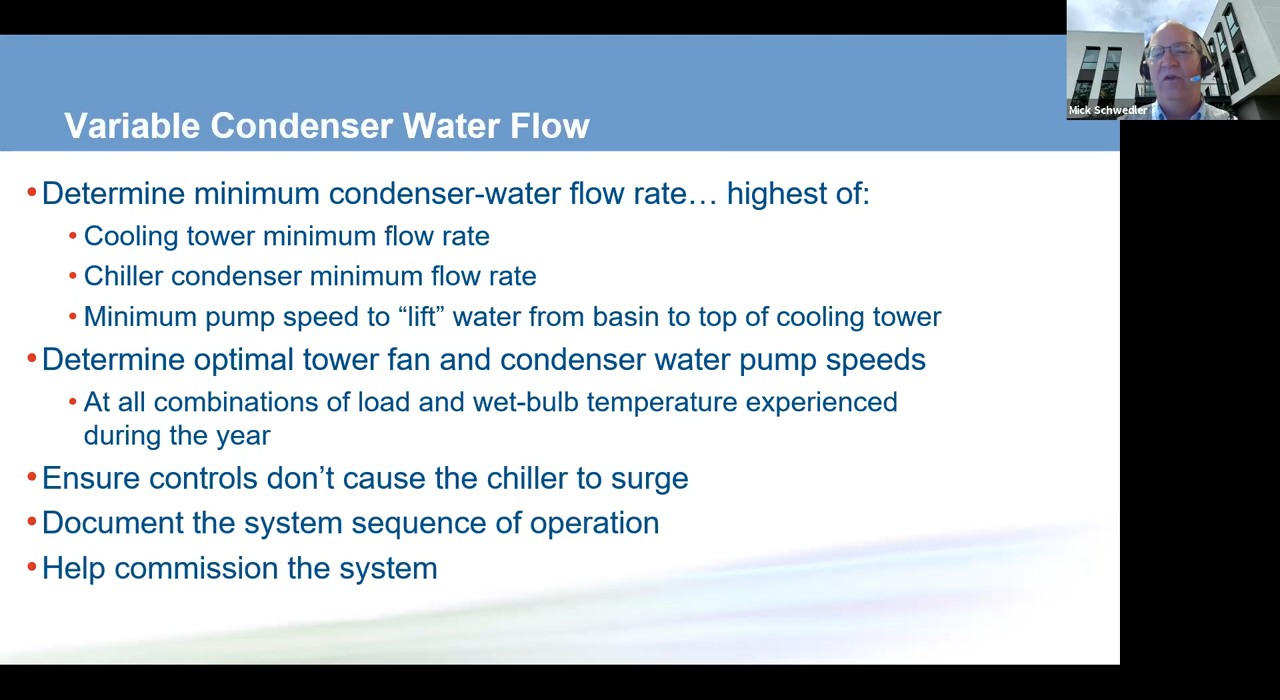 Mick Schwedler
Variable Condenser Water Flow
•Determine minimum condenser-water flow rate… highest of:
• Cooling tower minimum flow rate
• Chiller condenser minimum flow rate
• Minimum pump speed to “lift” water from basin to top of cooling tower
•Determine optimal tower fan and condenser water pump speeds
• At all combinations of load and wet-bulb temperature experienced
during the year
•Ensure controls don’t cause the chiller to surge
•Document the system sequence of operation
•Help commission the system